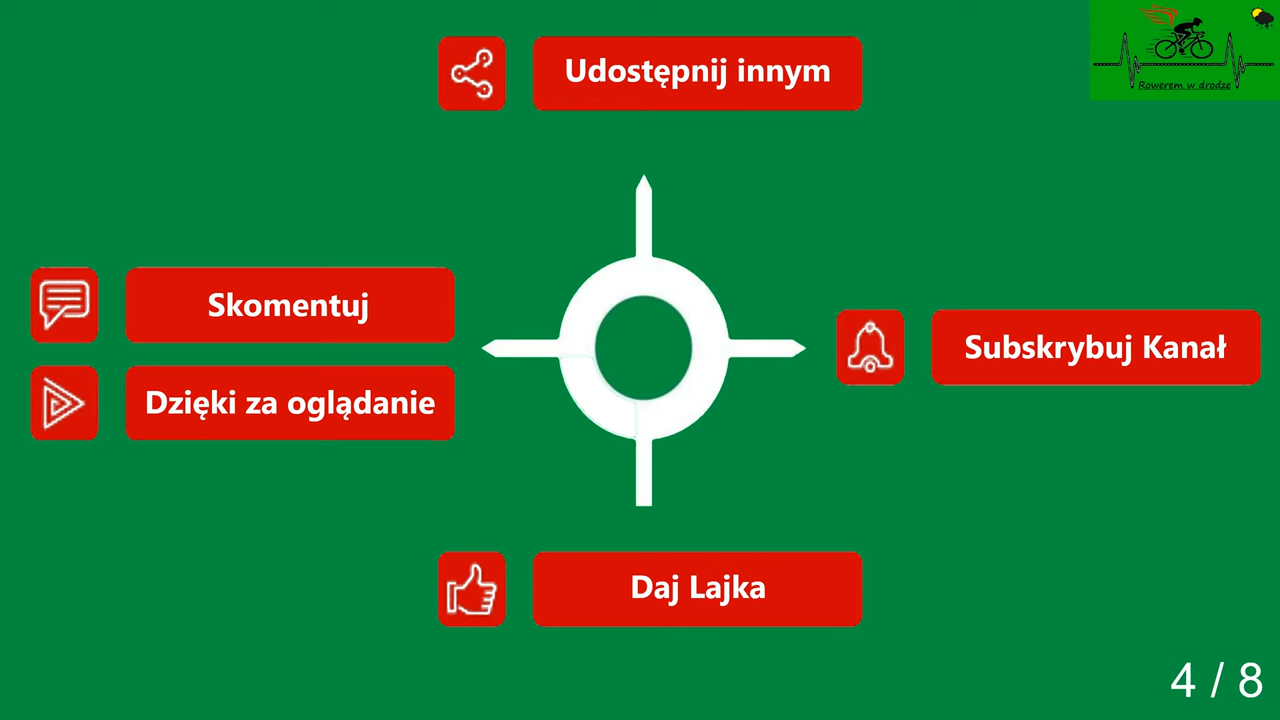 Udostępnij innym
Rowerem w drodze
Skomentuj
Subskrybuj Kanał
Dzięki za oglądanie
Daj Lajka
4 / 8